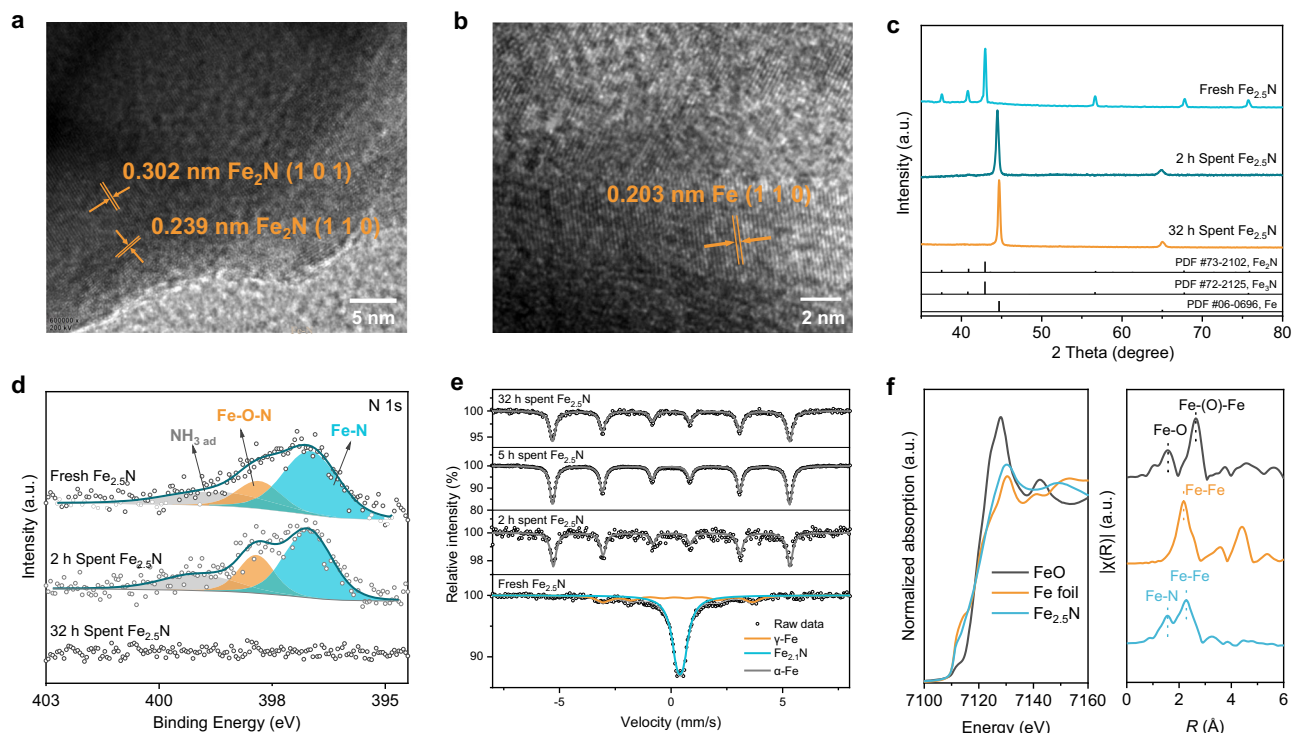 a
0.302 nm Fe₂N (1 0 1)
0.239 nm Fe₂N (1 1 0)
600000 x
200 kV
5 nm
b
0.203 nm Fe (1 1 0)
2 nm
c
Intensity (a.u.)
Fresh Fe₂.₅N
2 h Spent Fe₂.₅N
32 h Spent Fe₂.₅N
PDF #73-2102, Fe₂N
PDF #72-2125, Fe₃N
PDF #06-0696, Fe
40 50 60 70 80
2 Theta (degree)
d
N 1s
Fe-O-N
Fe-N
NH₃ ad
Fresh Fe₂.₅N
2 h Spent Fe₂.₅N
32 h Spent Fe₂.₅N
Intensity (a.u.)
403 400 398 395
Binding Energy (eV)
e
32 h spent Fe₂.₅N
100
95
5 h spent Fe₂.₅N
100
90
80
2 h spent Fe₂.₅N
100
98
Fresh Fe₂.₅N
100
90
Relative intensity (%)
Raw data
γ-Fe
Fe₂.₁N
α-Fe
-5 0 5
Velocity (mm/s)
f
Normalized absorption (a.u.)
FeO
Fe foil
Fe₂.₅N
7100 7120 7140 7160
Energy (eV)
|χ(R)| (a.u.)
Fe-(O)-Fe
Fe-O
Fe-Fe
Fe-Fe
Fe-N
0 2 4 6
R (Å)